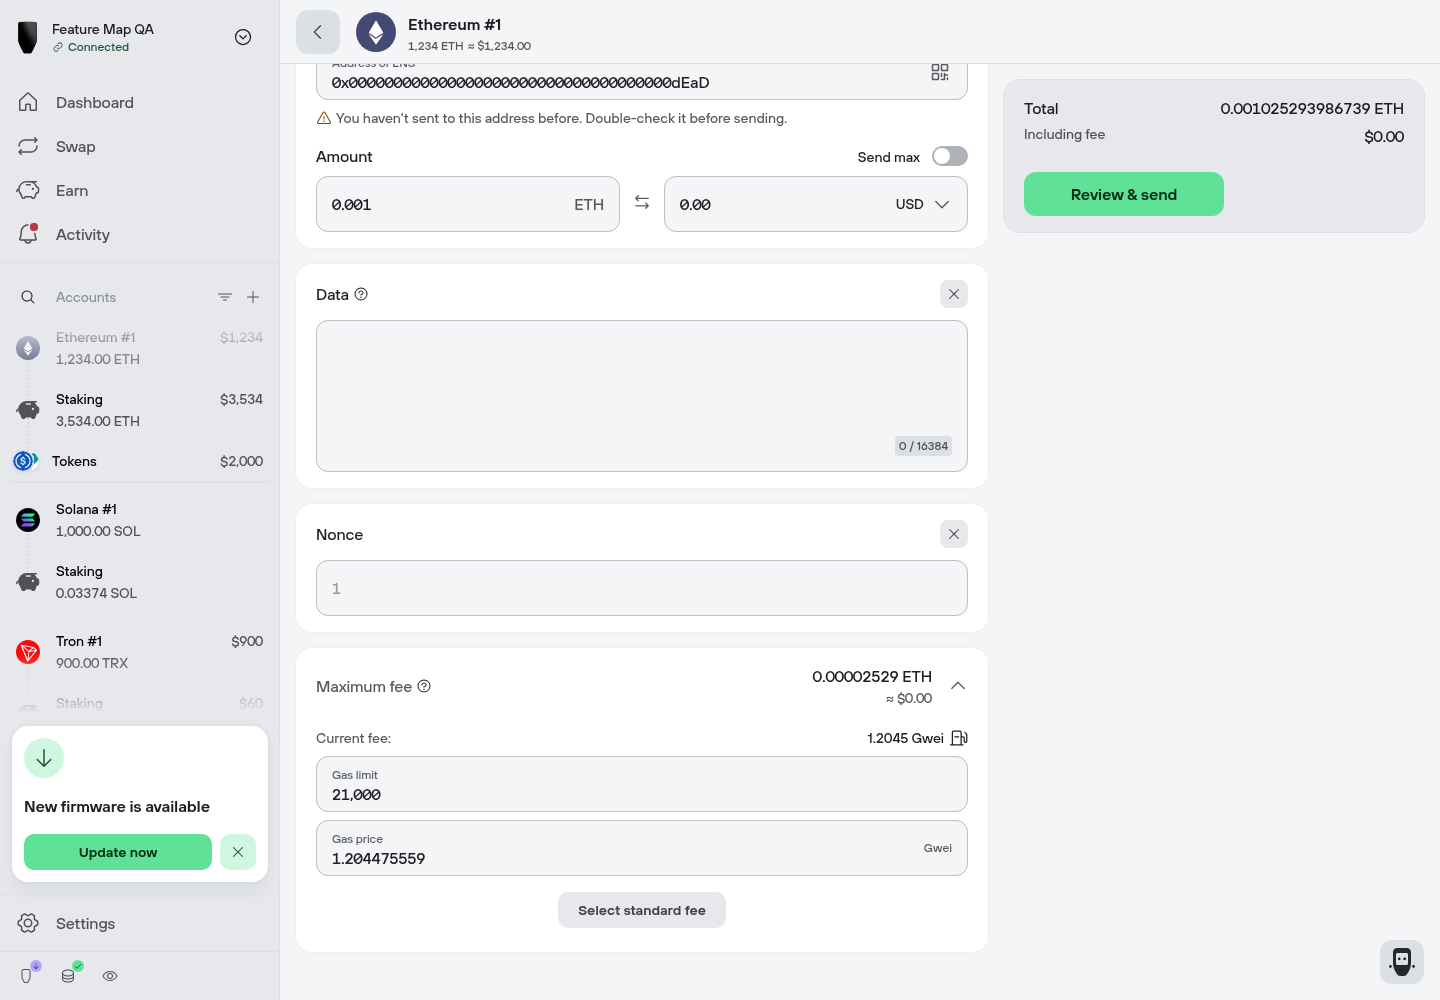 Feature Map QA
Connected
Dashboard
Swap
Earn
Activity
Accounts
Ethereum #1 $1,234
1,234.00 ETH
Staking $3,534
3,534.00 ETH
Tokens $2,000
Solana #1
1,000.00 SOL
Staking
0.03374 SOL
Tron #1 $900
900.00 TRX
Staking $60
New firmware is available
Update now
Settings
Ethereum #1
1,234 ETH ≈ $1,234.00
Address or ENS
0x000000000000000000000000000000000000dEaD
You haven't sent to this address before. Double-check it before sending.
Amount Send max
0.001 ETH 0.00 USD
Data
0 / 16384
Nonce
1
Maximum fee 0.00002529 ETH
≈ $0.00
Current fee: 1.2045 Gwei
Gas limit
21,000
Gas price
1.204475559 Gwei
Select standard fee
Total 0.001025293986739 ETH
Including fee $0.00
Review & send